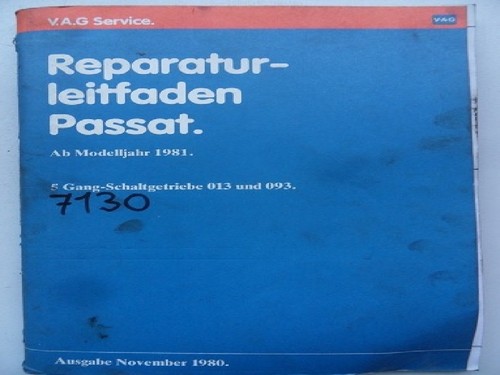 V.A.G Service.
VAG
Reparatur-
leitfaden
Passat.
Ab Modelljahr 1981.
5 Gang-Schaltgetriebe 013 und 093.
7130
Ausgabe November 1980.